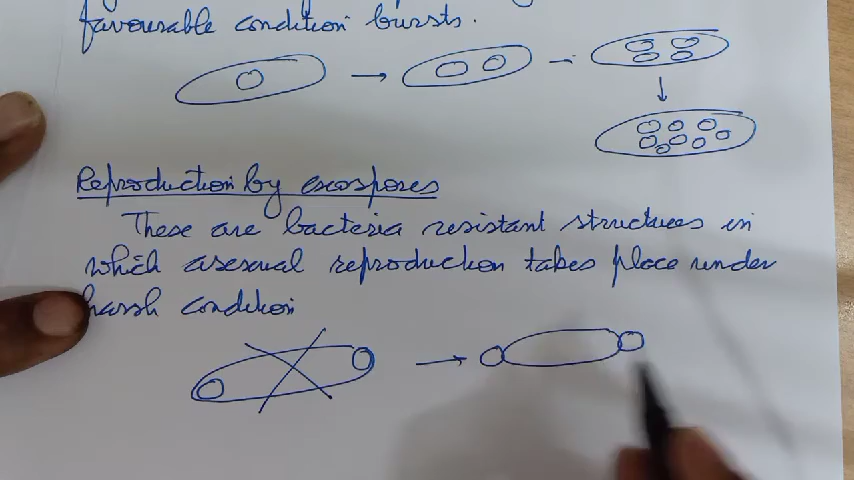 favourable condition bursts.
Reproduction by exospores
These are bacteria resistant structures in
which asexual reproduction takes place under
harsh condition